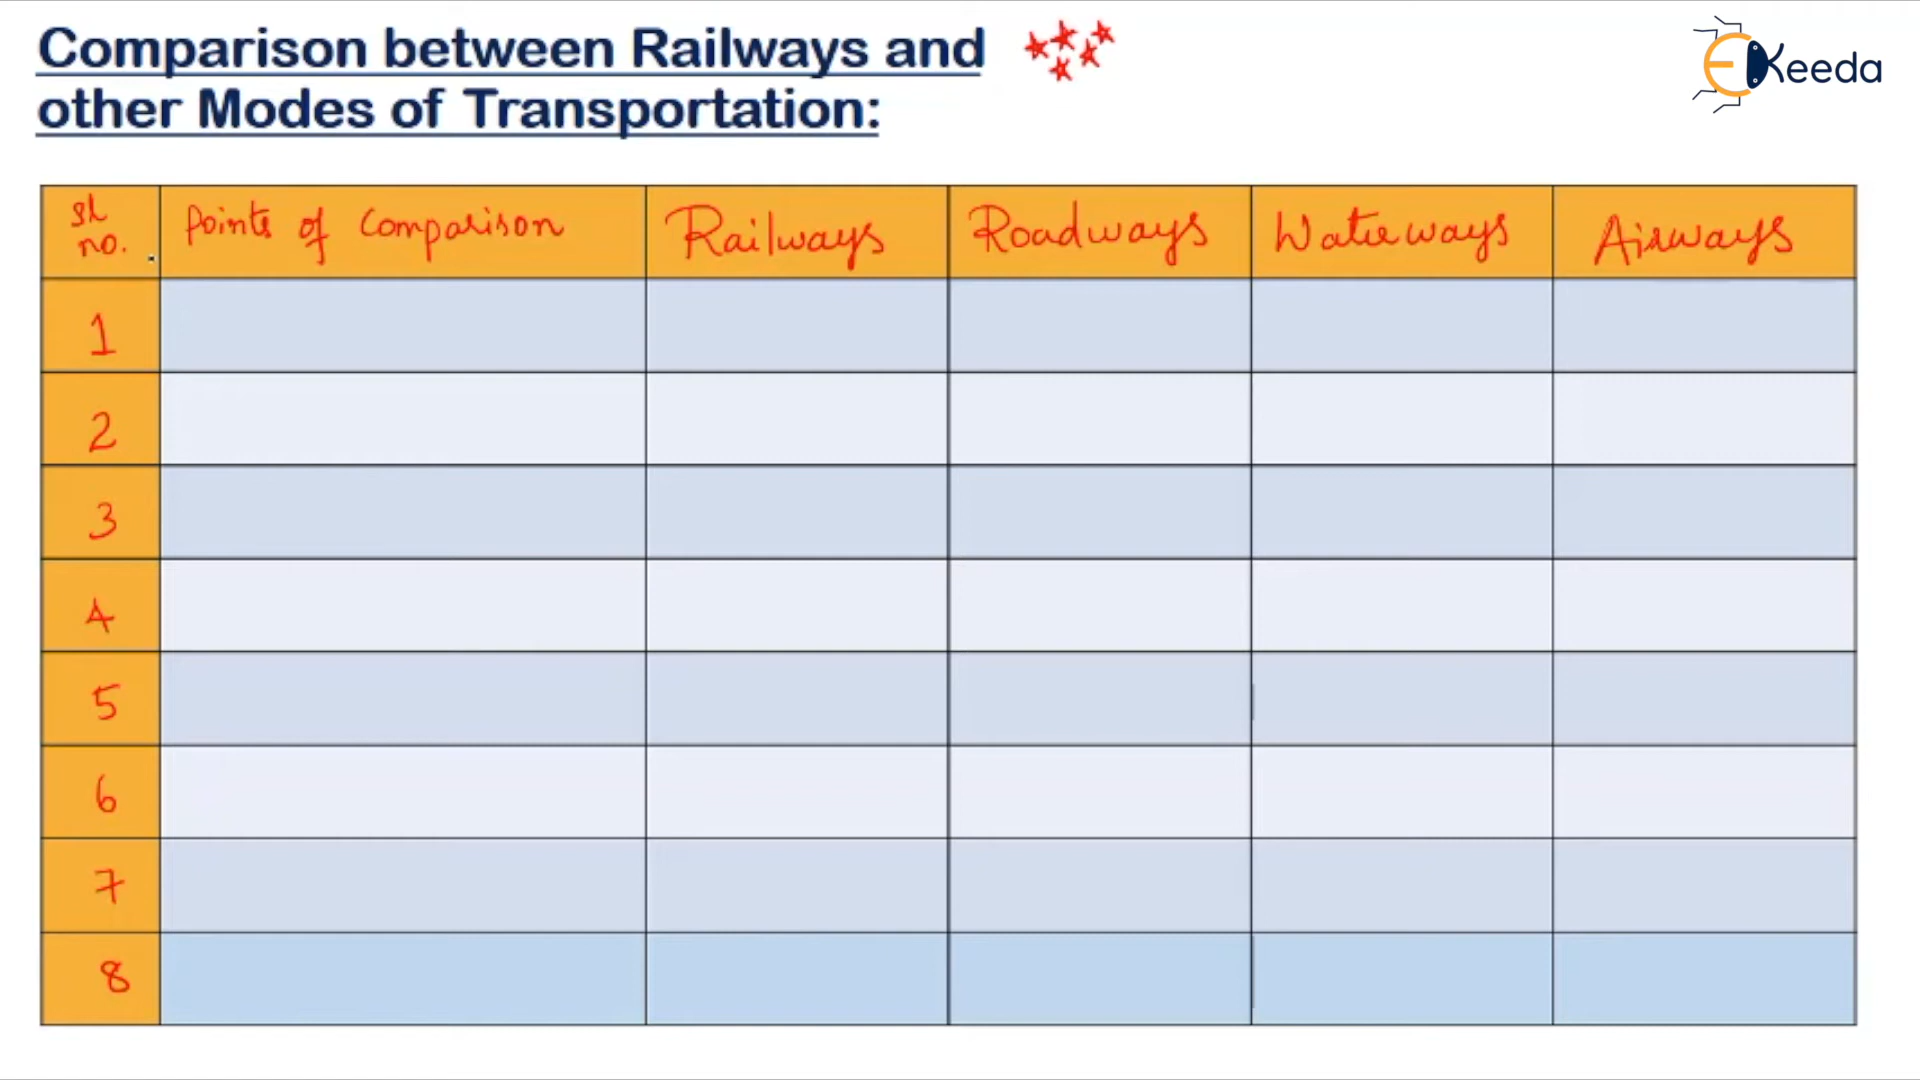 Comparison between Railways and
other Modes of Transportation:
EKeeda
Sl no. Points of Comparison Railways Roadways Waterways Airways
1
2
3
4
5
6
7
8